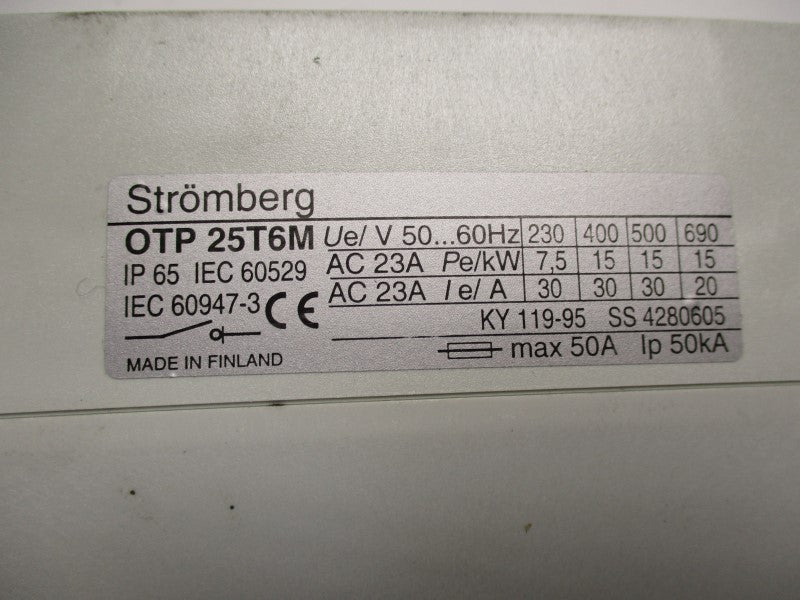 Strömberg
OTP 25T6M Ue/ V 50...60Hz 230 400 500 690
IP 65 IEC 60529 AC 23A Pe/kW 7,5 15 15 15
IEC 60947-3 CE AC 23A Ie/ A 30 30 30 20
KY 119-95 SS 4280605
MADE IN FINLAND max 50A Ip 50kA